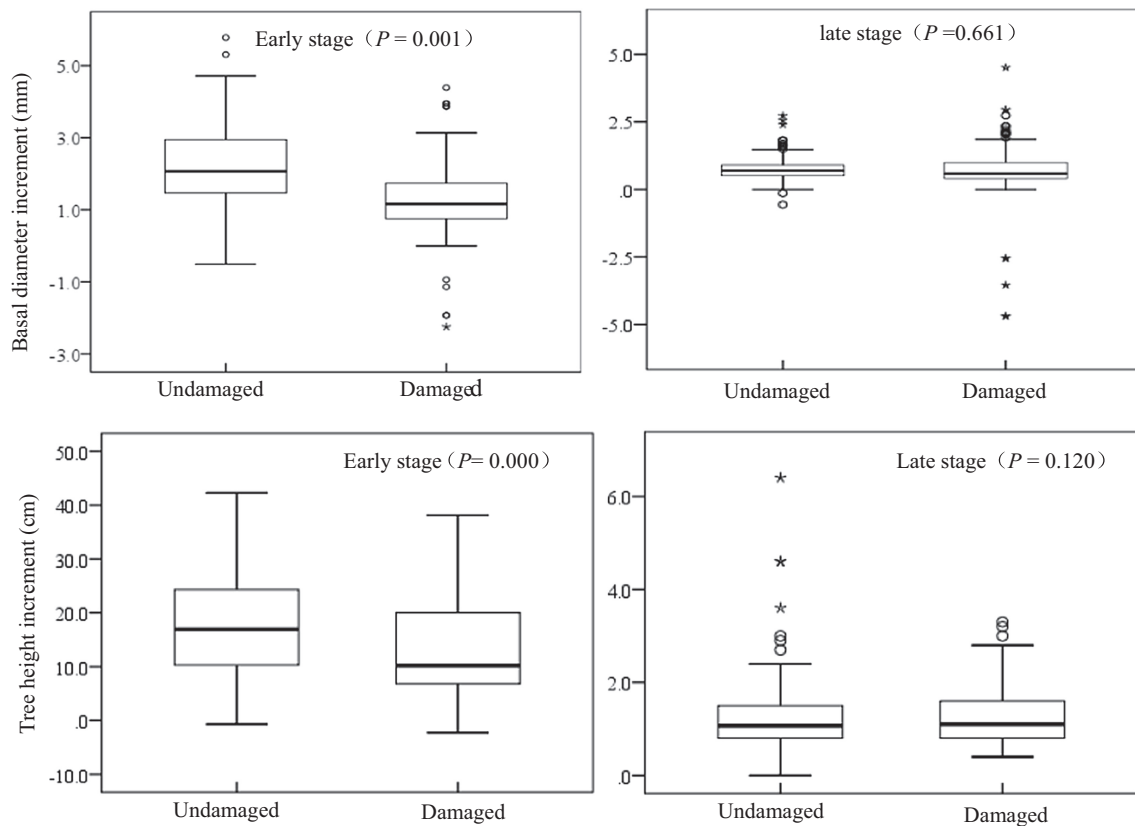 Early stage（P = 0.001）
5.0
3.0
1.0
-1.0
-3.0
Basal diameter increment (mm)
Undamaged Damaged
late stage（P =0.661）
5.0
2.5
.0
-2.5
-5.0
Undamaged Damaged
Early stage（P= 0.000）
50.0
40.0
30.0
20.0
10.0
.0
-10.0
Tree height increment (cm)
Undamaged Damaged
Late stage（P = 0.120）
6.0
4.0
2.0
.0
Undamaged Damaged